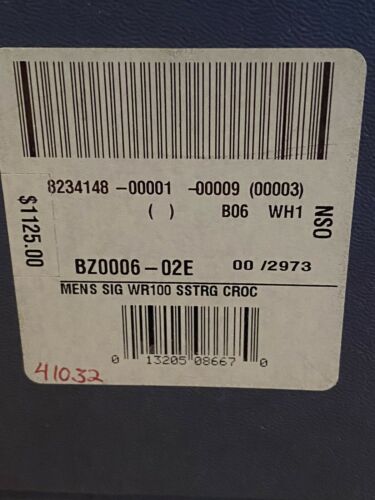 8234148 -00001 -00009 (00003)
( ) B06 WH1
NSO
$1125.00
BZ0006-02E 00 /2973
MENS SIG WR100 SSTRG CROC
0 13205 08667 0
41032